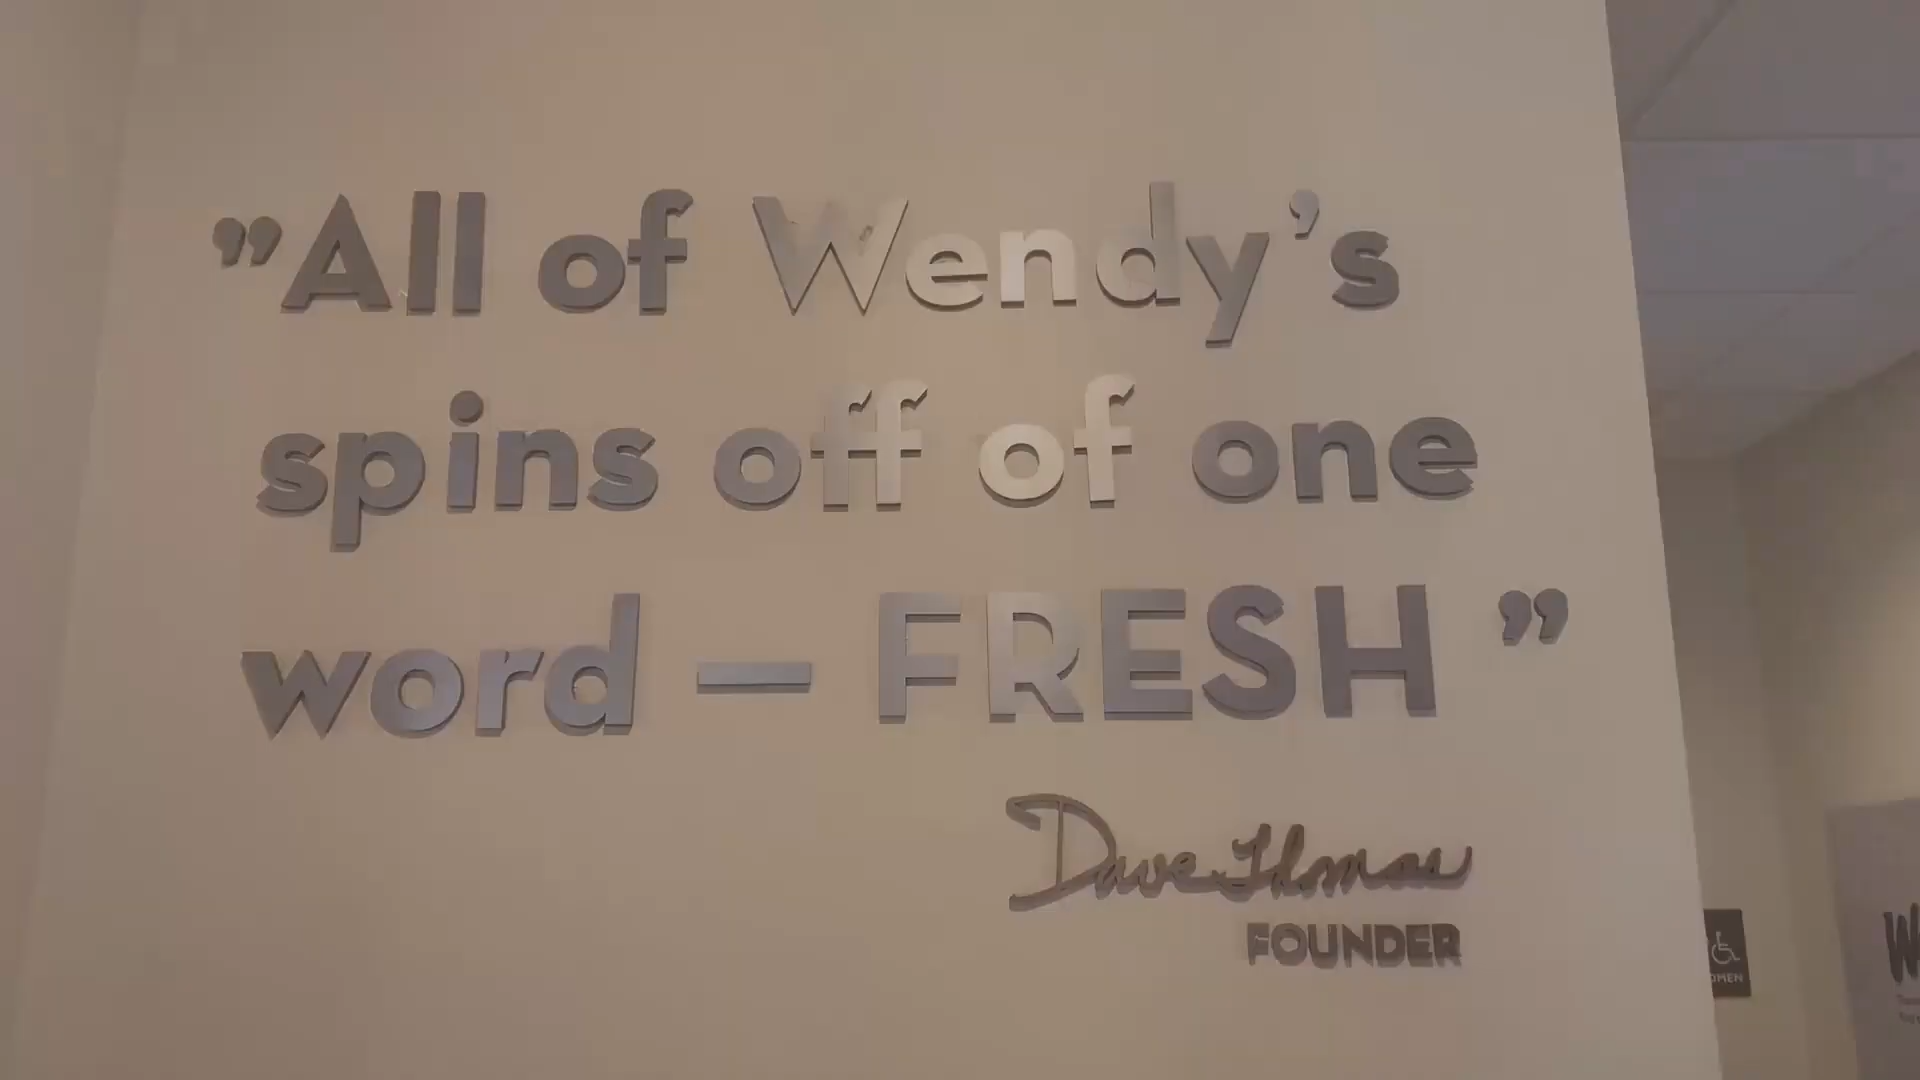 ”All of Wendy’s
spins off of one
word — FRESH ”
Dave Thomas
FOUNDER